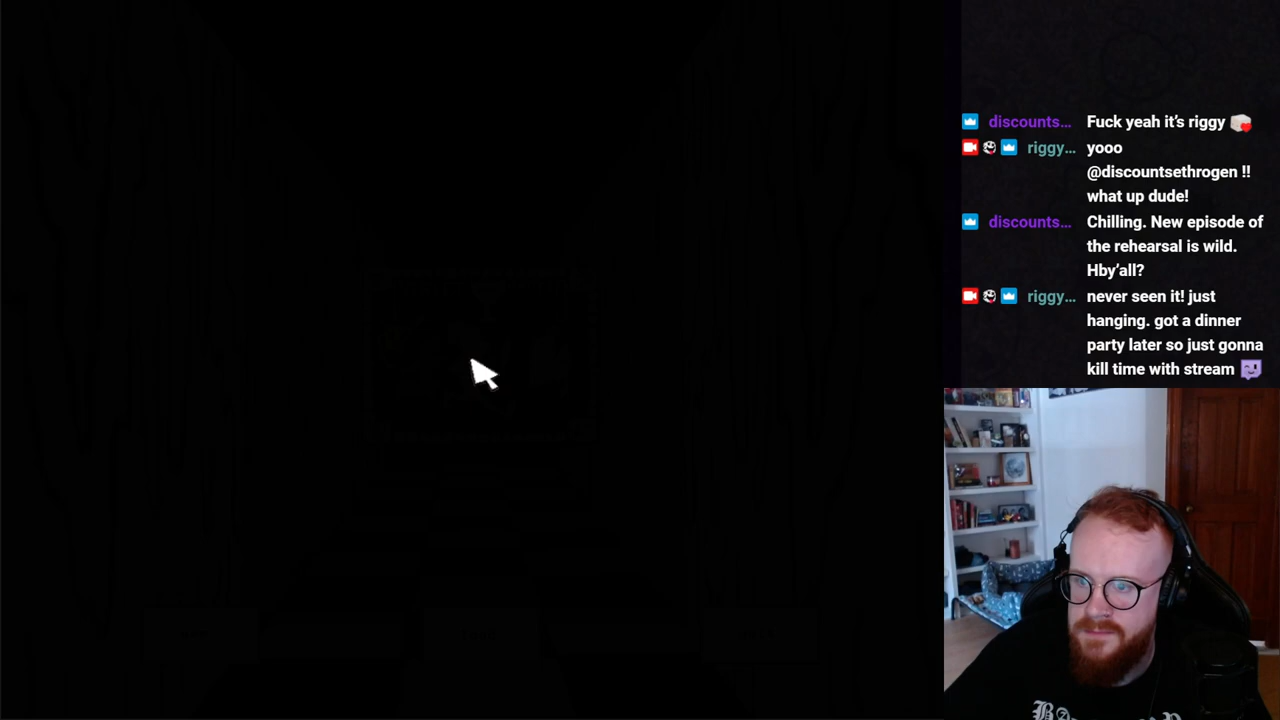 discounts... Fuck yeah it's riggy
riggy... yooo
@discountsethrogen !!
what up dude!
discounts... Chilling. New episode of
the rehearsal is wild.
Hby'all?
riggy... never seen it! just
hanging. got a dinner
party later so just gonna
kill time with stream